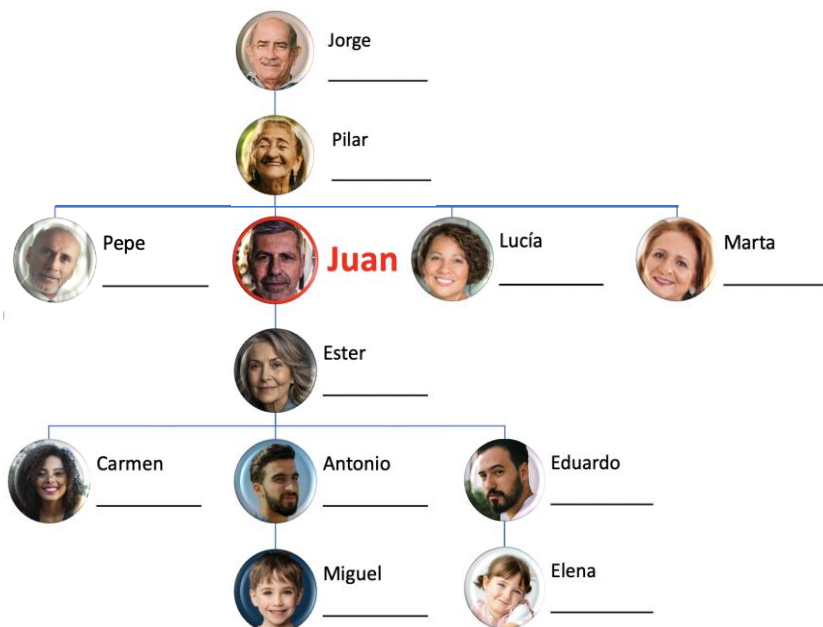 Jorge
Pilar
Pepe
Juan
Lucía
Marta
Ester
Carmen
Antonio
Eduardo
Miguel
Elena